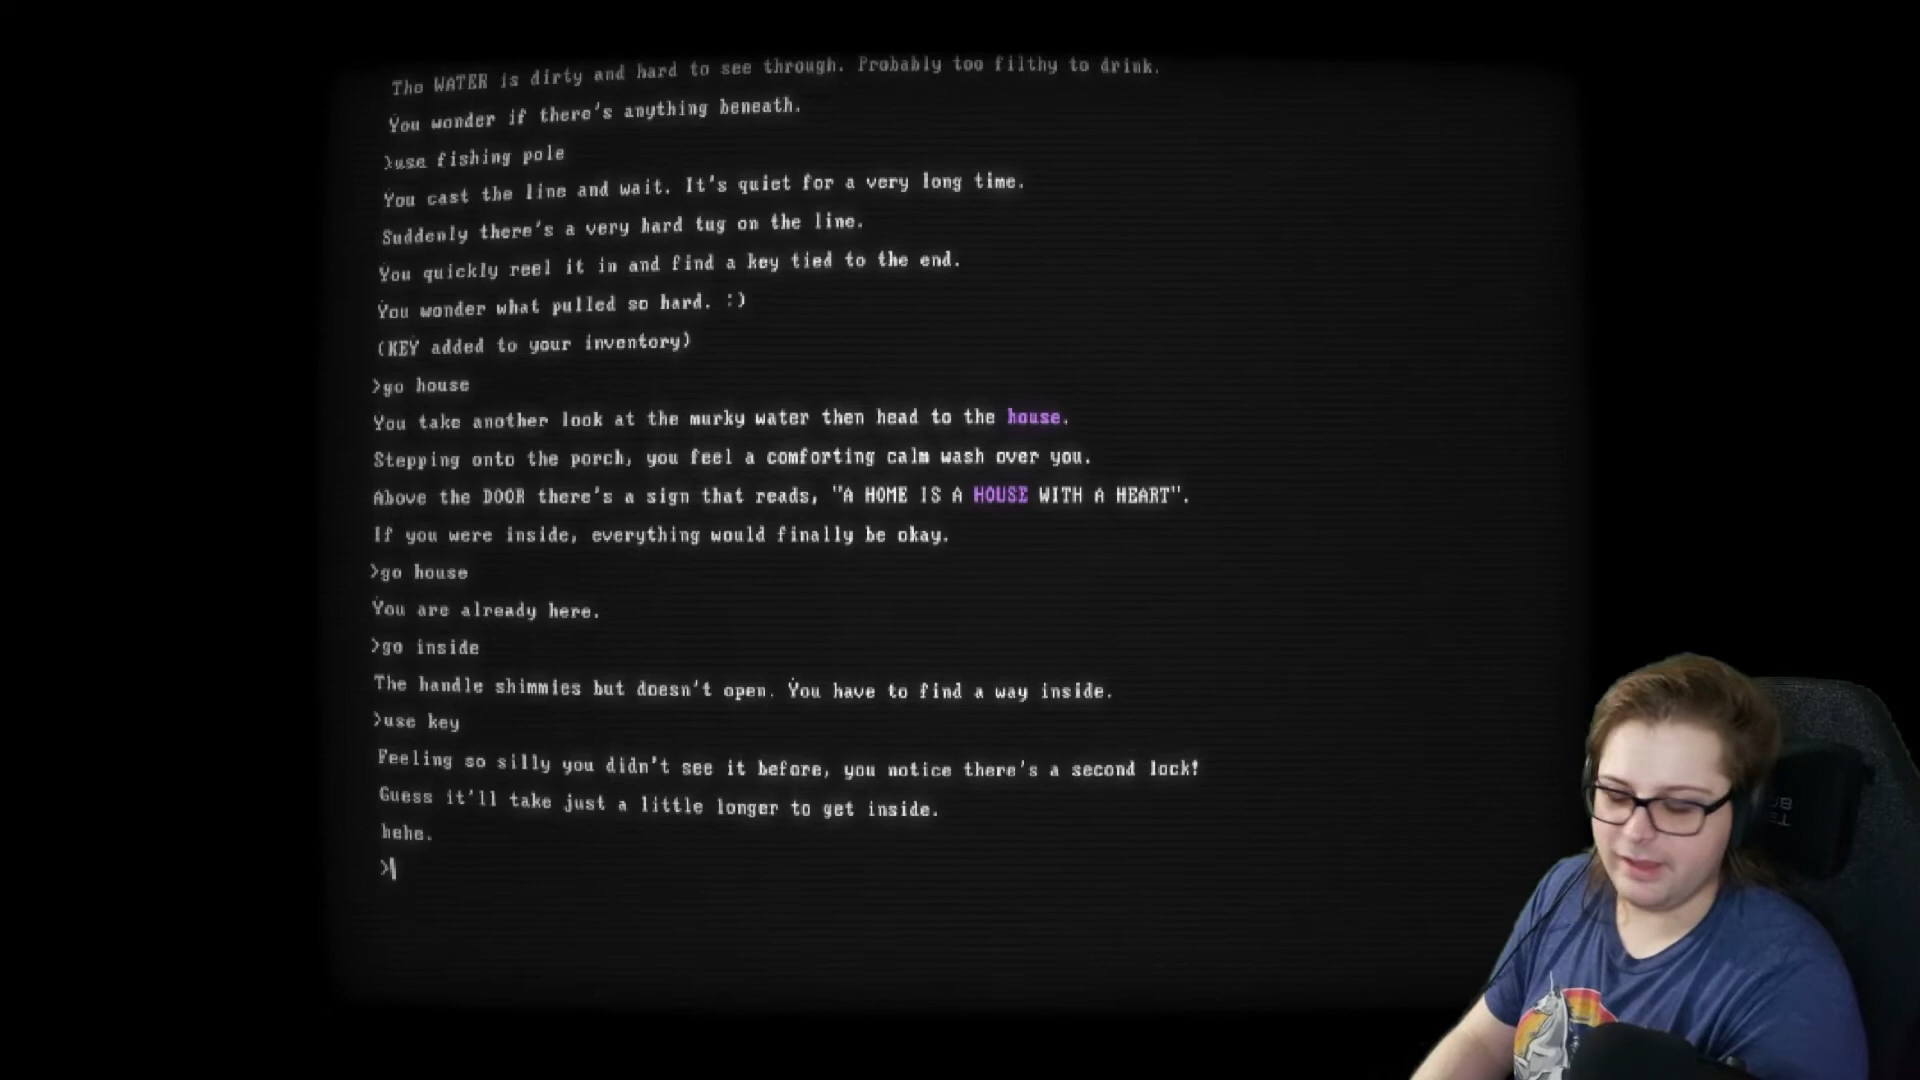 The WATER is dirty and hard to see through. Probably too filthy to drink.
You wonder if there's anything beneath.
>use fishing pole
You cast the line and wait. It's quiet for a very long time.
Suddenly there's a very hard tug on the line.
You quickly reel it in and find a key tied to the end.
You wonder what pulled so hard. :)
(KEY added to your inventory)
>go house
You take another look at the murky water then head to the house.
Stepping onto the porch, you feel a comforting calm wash over you.
Above the DOOR there's a sign that reads, "A HOME IS A HOUSE WITH A HEART".
If you were inside, everything would finally be okay.
>go house
You are already here.
>go inside
The handle shimmies but doesn't open. You have to find a way inside.
>use key
Feeling so silly you didn't see it before, you notice there's a second lock!
Guess it'll take just a little longer to get inside.
hehe.
>